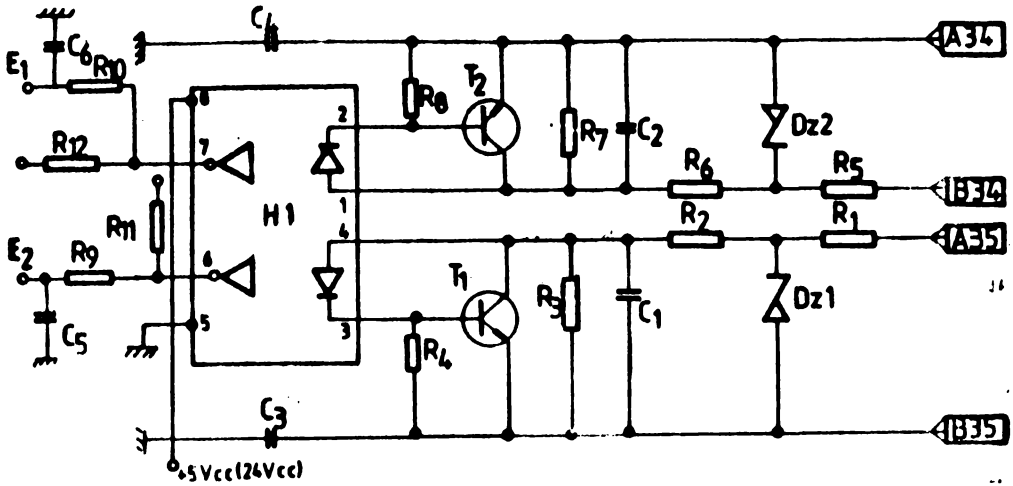 C4
A34
C6
E1
R10
8
2
R8
T2
R7
C2
Dz2
R12
7
R6
R5
1
B34
R11
H1
4
R2
R1
A35
E2
R9
6
T1
R3
C1
Dz1
C5
5
3
R4
C3
B35
+5Vcc(24Vcc)